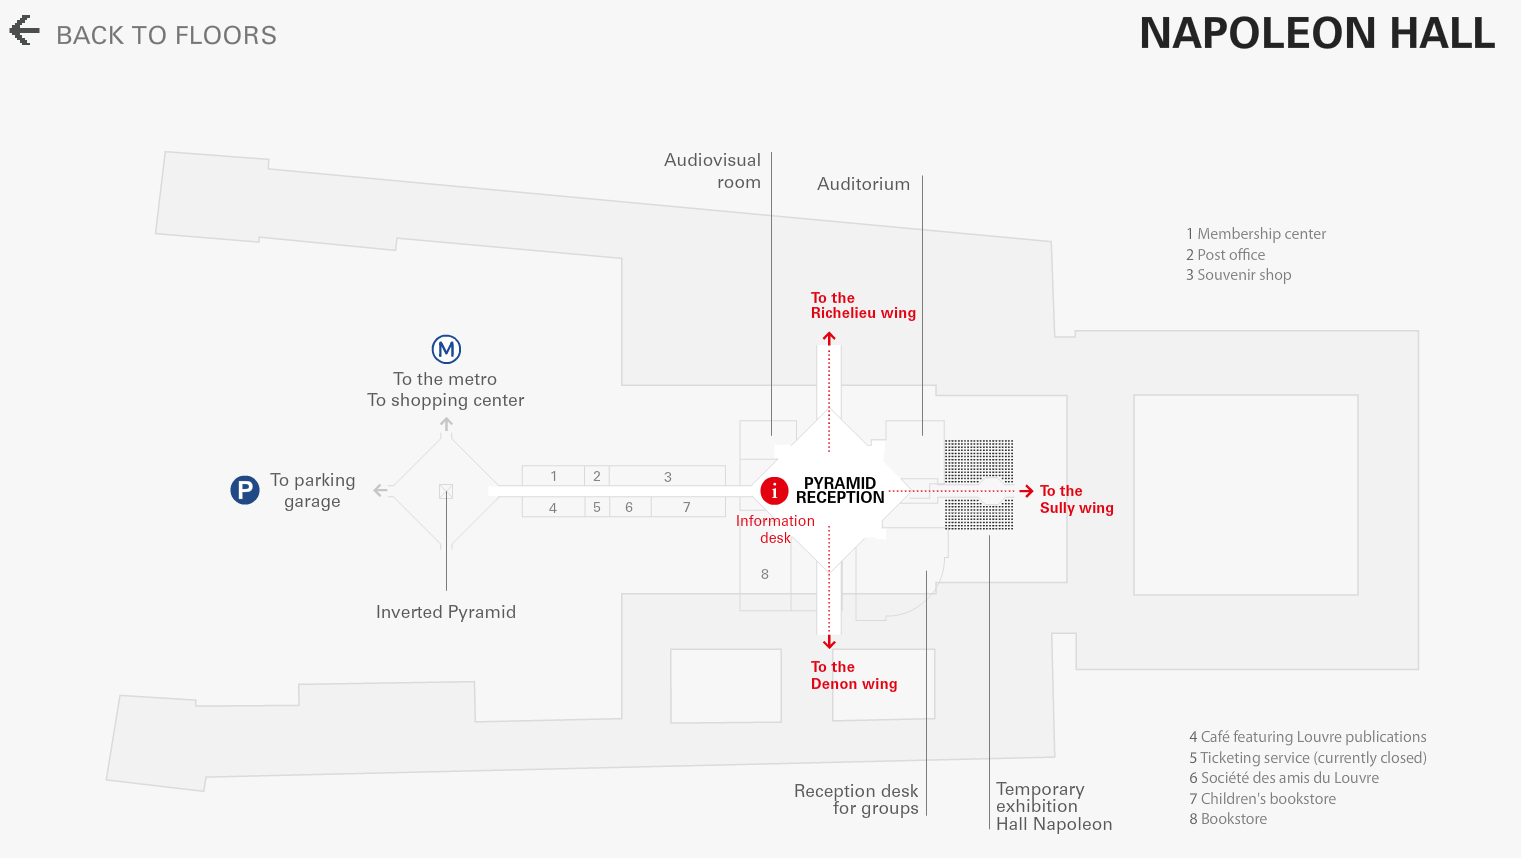 BACK TO FLOORS
NAPOLEON HALL
Audiovisual
room
Auditorium
1 Membership center
2 Post office
3 Souvenir shop
To the
Richelieu wing
M
To the metro
To shopping center
P
To parking
garage
1
2
3
4
5
6
7
i
PYRAMID
RECEPTION
Information
desk
To the
Sully wing
8
Inverted Pyramid
To the
Denon wing
Reception desk
for groups
Temporary
exhibition
Hall Napoleon
4 Café featuring Louvre publications
5 Ticketing service (currently closed)
6 Société des amis du Louvre
7 Children's bookstore
8 Bookstore